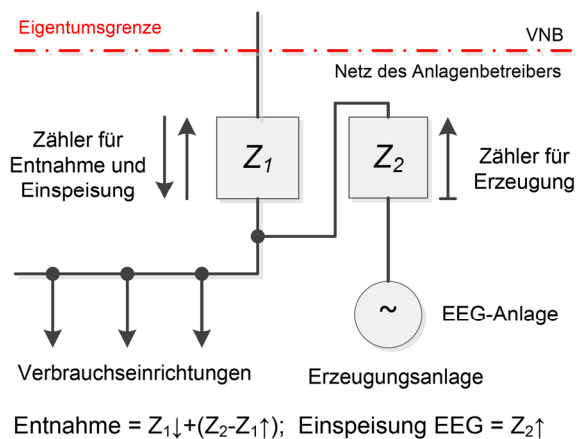 Eigentumsgrenze
VNB
Netz des Anlagenbetreibers
Zähler für
Entnahme und
Einspeisung
Z₁
Z₂
Zähler für
Erzeugung
~
EEG-Anlage
Verbrauchseinrichtungen
Erzeugungsanlage
Entnahme = Z₁↓+(Z₂-Z₁↑); Einspeisung EEG = Z₂↑